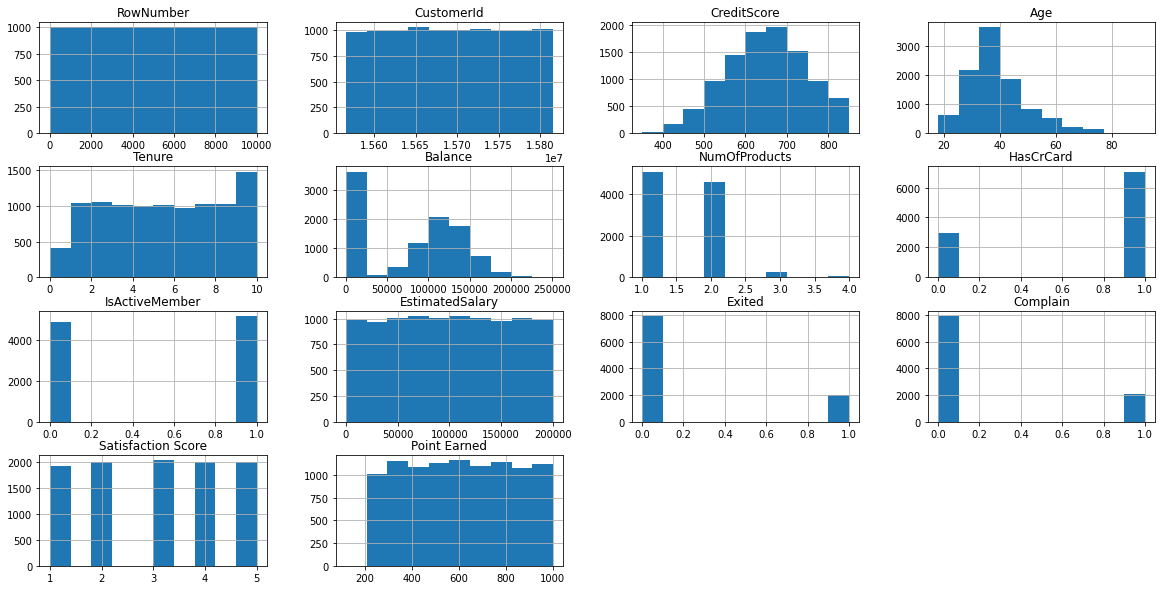 RowNumber CustomerId CreditScore Age
1000 1000 2000
750 750 1500 3000
500 500 1000 2000
250 250 500 1000
0 0 0 0
0 2000 4000 6000 8000 10000 1.560 1.565 1.570 1.575 1.580 400 500 600 700 800 20 40 60 80
1e7
Tenure Balance NumOfProducts HasCrCard
1500
1000 3000 4000 6000
500 2000 2000 4000
0 1000 0 2000
0 0
0 2 4 6 8 10 0 50000 100000 150000 200000 250000 1.0 1.5 2.0 2.5 3.0 3.5 4.0 0.0 0.2 0.4 0.6 0.8 1.0
IsActiveMember EstimatedSalary Exited Complain
4000 1000 8000 8000
2000 750 6000 6000
0 500 4000 4000
250 2000 2000
0 0 0
0.0 0.2 0.4 0.6 0.8 1.0 0 50000 100000 150000 200000 0.0 0.2 0.4 0.6 0.8 1.0 0.0 0.2 0.4 0.6 0.8 1.0
Satisfaction Score Point Earned
2000 1000
1500 750
1000 500
500 250
0 0
1 2 3 4 5 200 400 600 800 1000